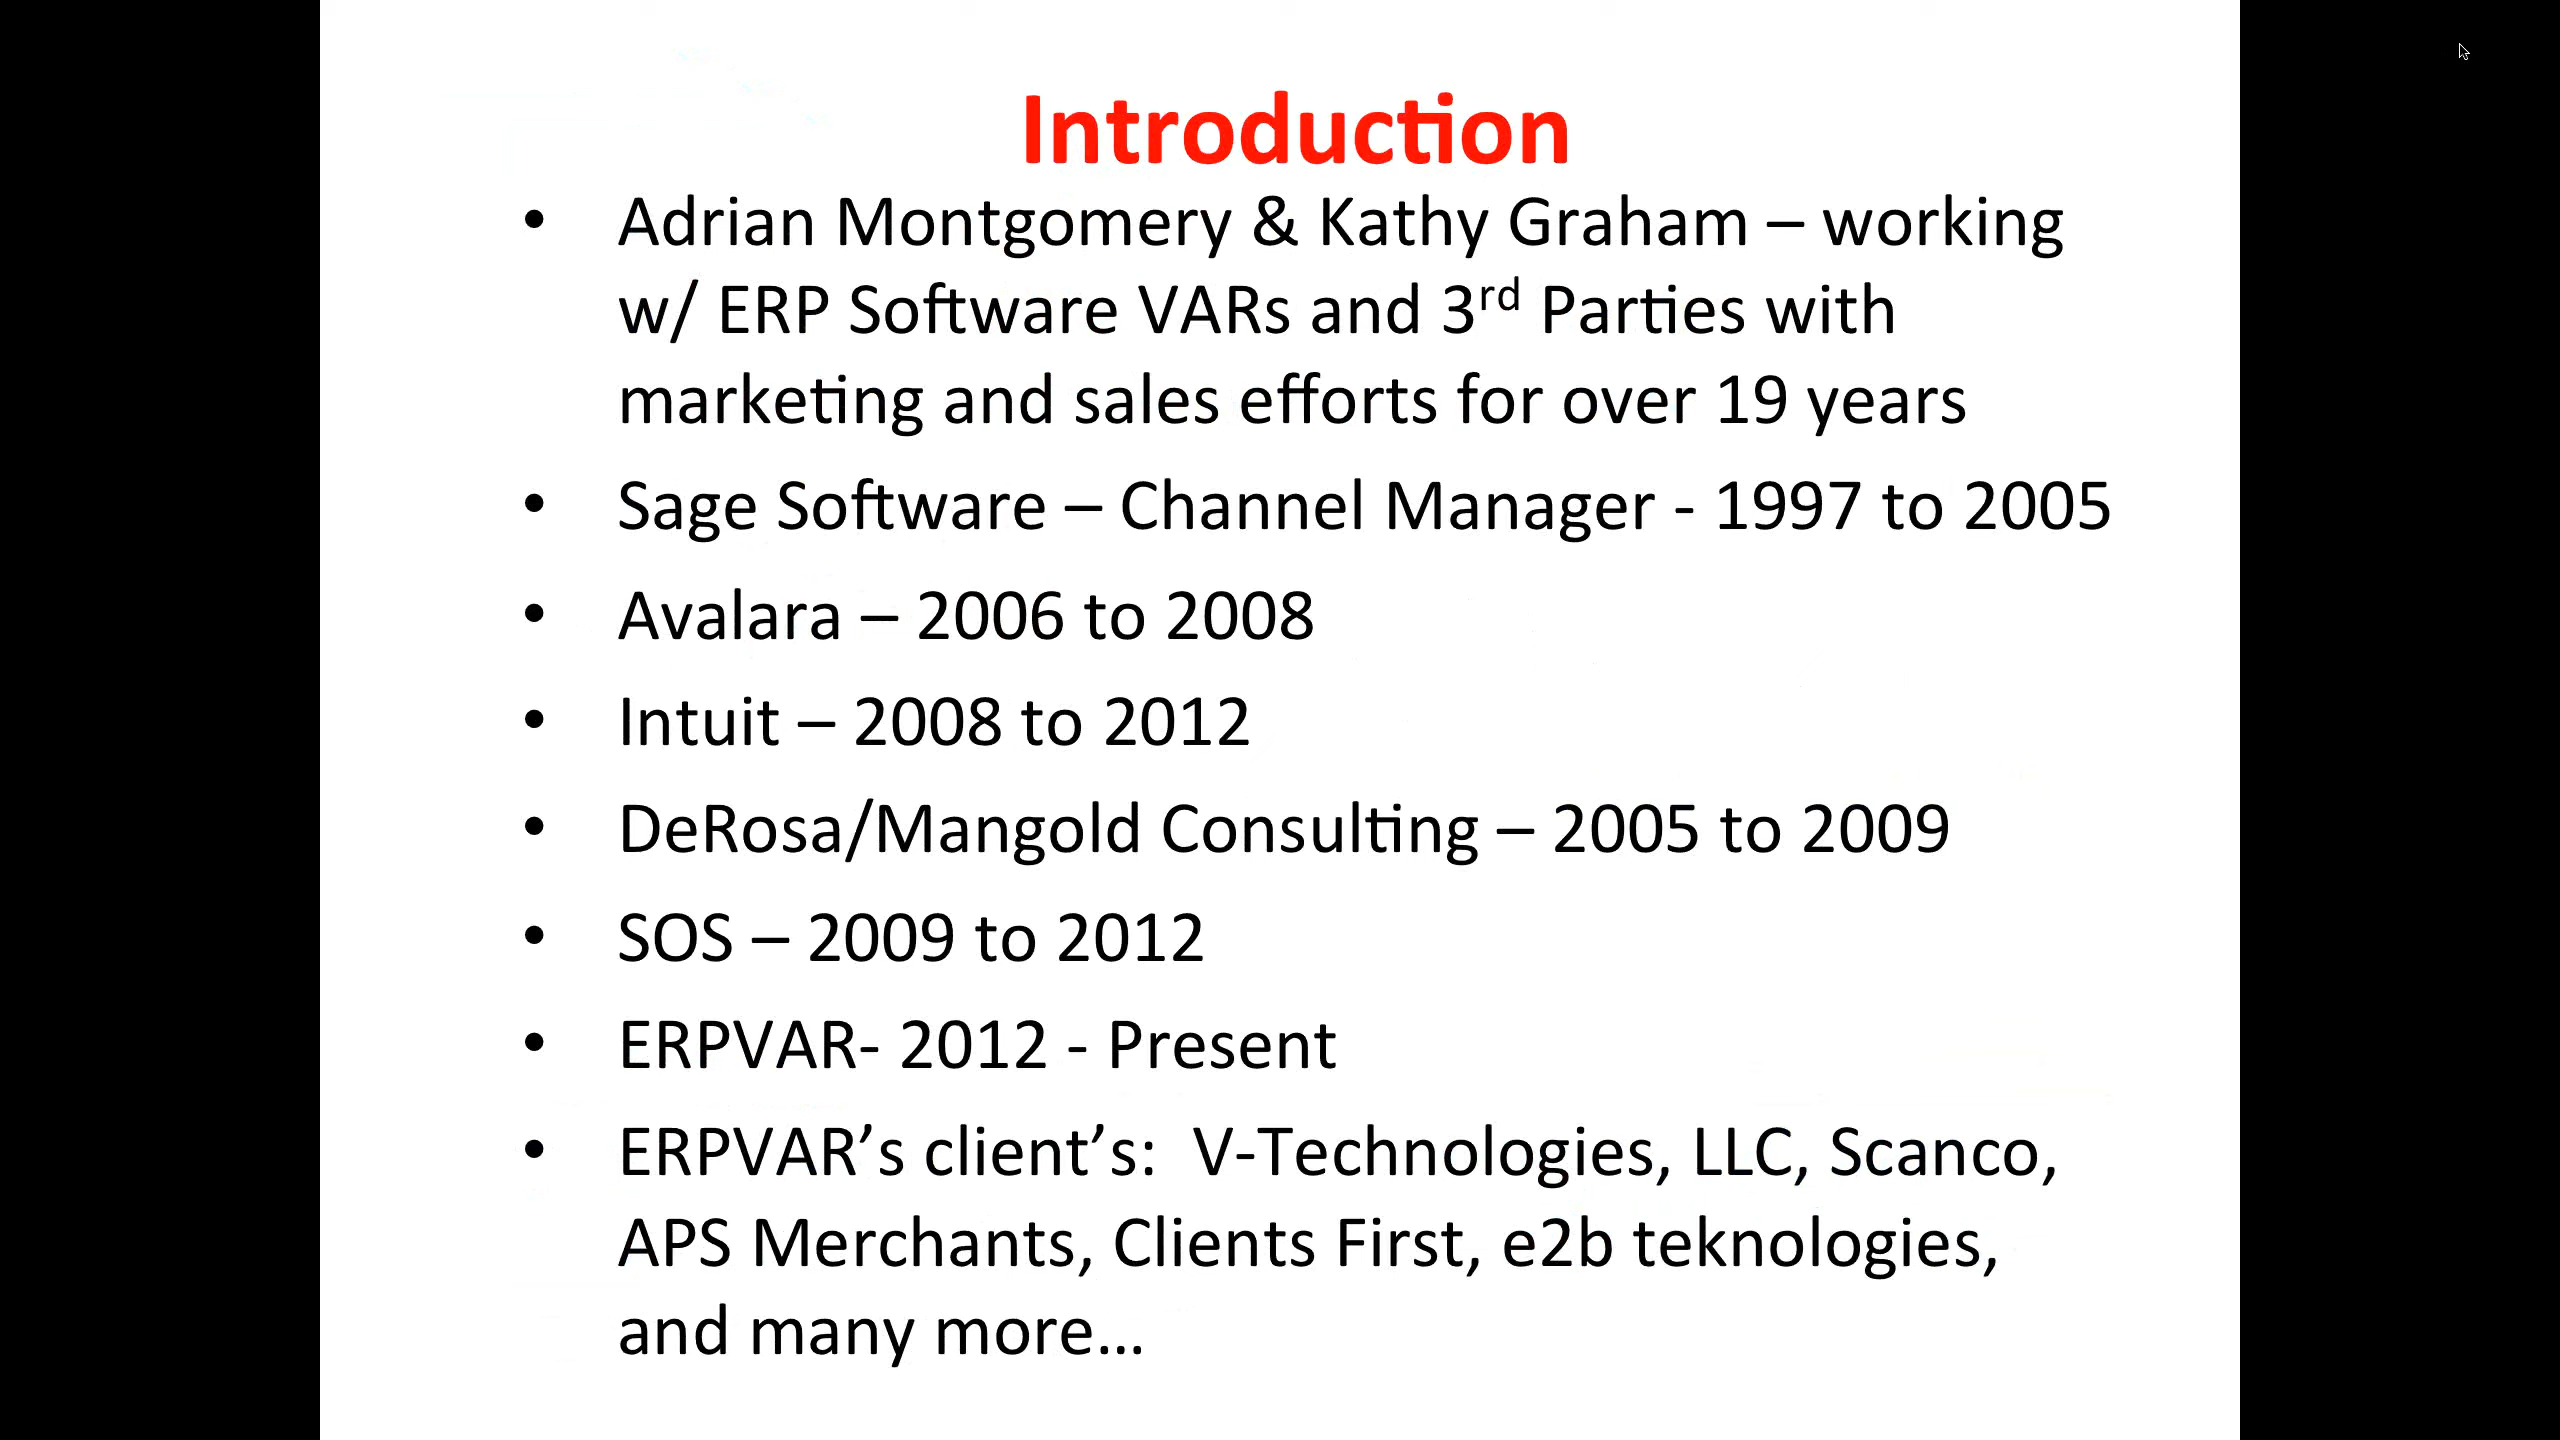 Introduction
• Adrian Montgomery & Kathy Graham – working
w/ ERP Software VARs and 3rd Parties with
marketing and sales efforts for over 19 years
• Sage Software – Channel Manager - 1997 to 2005
• Avalara – 2006 to 2008
• Intuit – 2008 to 2012
• DeRosa/Mangold Consulting – 2005 to 2009
• SOS – 2009 to 2012
• ERPVAR- 2012 - Present
• ERPVAR’s client’s:  V-Technologies, LLC, Scanco,
APS Merchants, Clients First, e2b teknologies,
and many more…